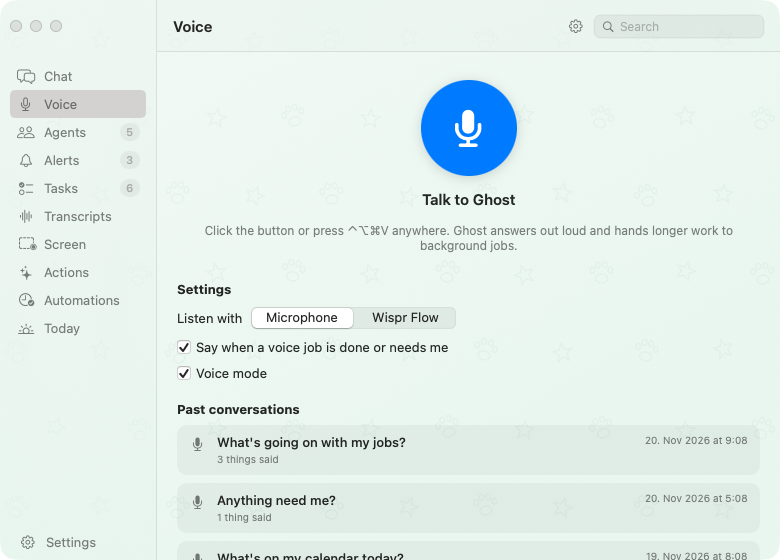 Voice
Search
Chat
Voice
Agents 5
Alerts 3
Tasks 6
Transcripts
Screen
Actions
Automations
Today
Settings
Talk to Ghost
Click the button or press ^⌥⌘V anywhere. Ghost answers out loud and hands longer work to
background jobs.
Settings
Listen with Microphone Wispr Flow
Say when a voice job is done or needs me
Voice mode
Past conversations
What's going on with my jobs? 20. Nov 2026 at 9:08
3 things said
Anything need me? 20. Nov 2026 at 5:08
1 thing said
What's on my calendar today? 19. Nov 2026 at 8:08